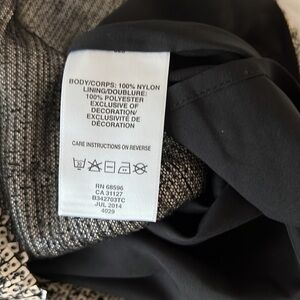 BODY/CORPS: 100% NYLON
LINING/DOUBLURE:
100% POLYESTER
EXCLUSIVE OF
DECORATION/
EXCLUSIVITÉ DE
DÉCORATION
CARE INSTRUCTIONS ON REVERSE
RN 68596
CA 31127
B342703TC
JUL 2014
4029